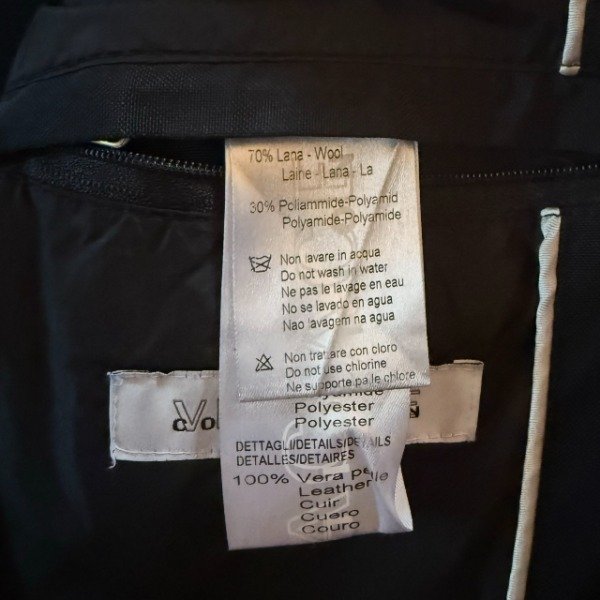 70% Lana - Wool
Laine - Lana - La
30% Poliammide-Polyamid
Polyamide-Polyamide
Non lavare in acqua
Do not wash in water
Ne pas le lavage en eau
No se lavado en agua
Nao lavagem na agua
Non trattare con cloro
Do not use chlorine
Ne supporte pa le chlore
Polyester
Polyester
DETTAGLI/DETAILS/DETAILS
DETALLES/DETAIRES
100% Vera pelle
Leather
Cuir
Cuero
Couro